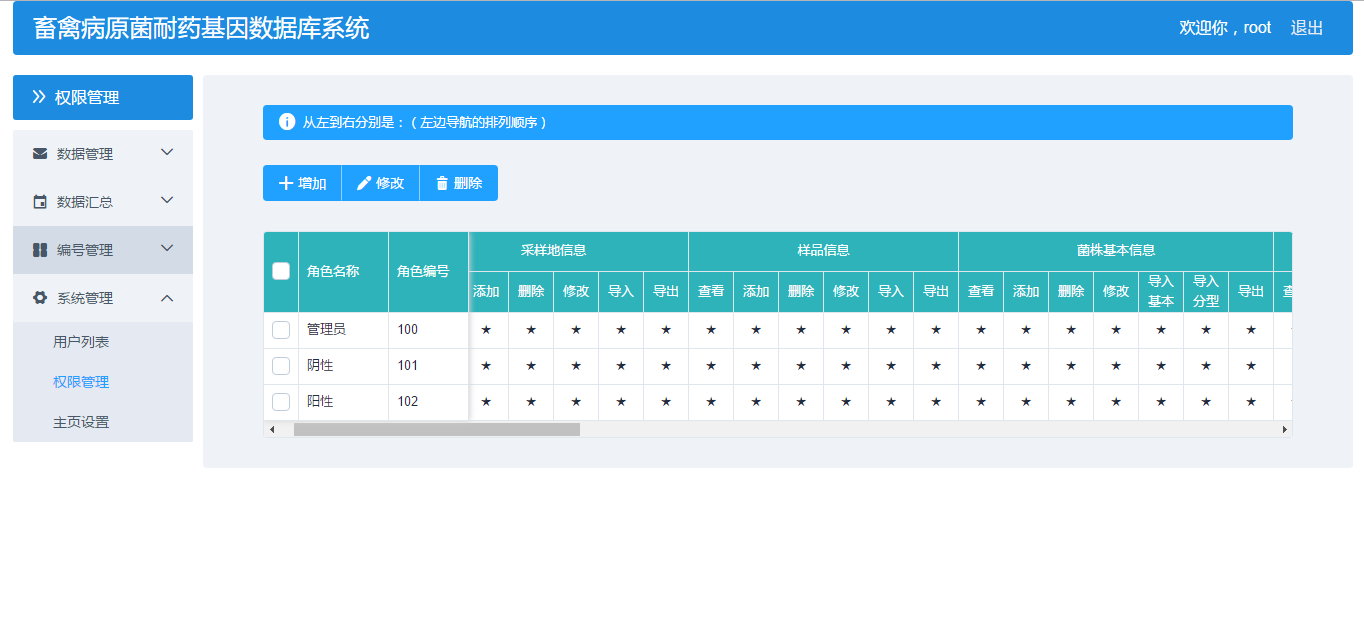 畜禽病原菌耐药基因数据库系统
欢迎你，root 退出
权限管理
数据管理
数据汇总
编号管理
系统管理
用户列表
权限管理
主页设置
从左到右分别是：（左边导航的排列顺序）
增加 修改 删除
角色名称 角色编号 采样地信息 样品信息 菌株基本信息
添加 删除 修改 导入 导出 查看 添加 删除 修改 导入 导出 查看 添加 删除 修改 导入基本 导入分型 导出
管理员 100 ★ ★ ★ ★ ★ ★ ★ ★ ★ ★ ★ ★ ★ ★ ★ ★ ★ ★
阴性 101 ★ ★ ★ ★ ★ ★ ★ ★ ★ ★ ★ ★ ★ ★ ★ ★ ★ ★
阳性 102 ★ ★ ★ ★ ★ ★ ★ ★ ★ ★ ★ ★ ★ ★ ★ ★ ★ ★